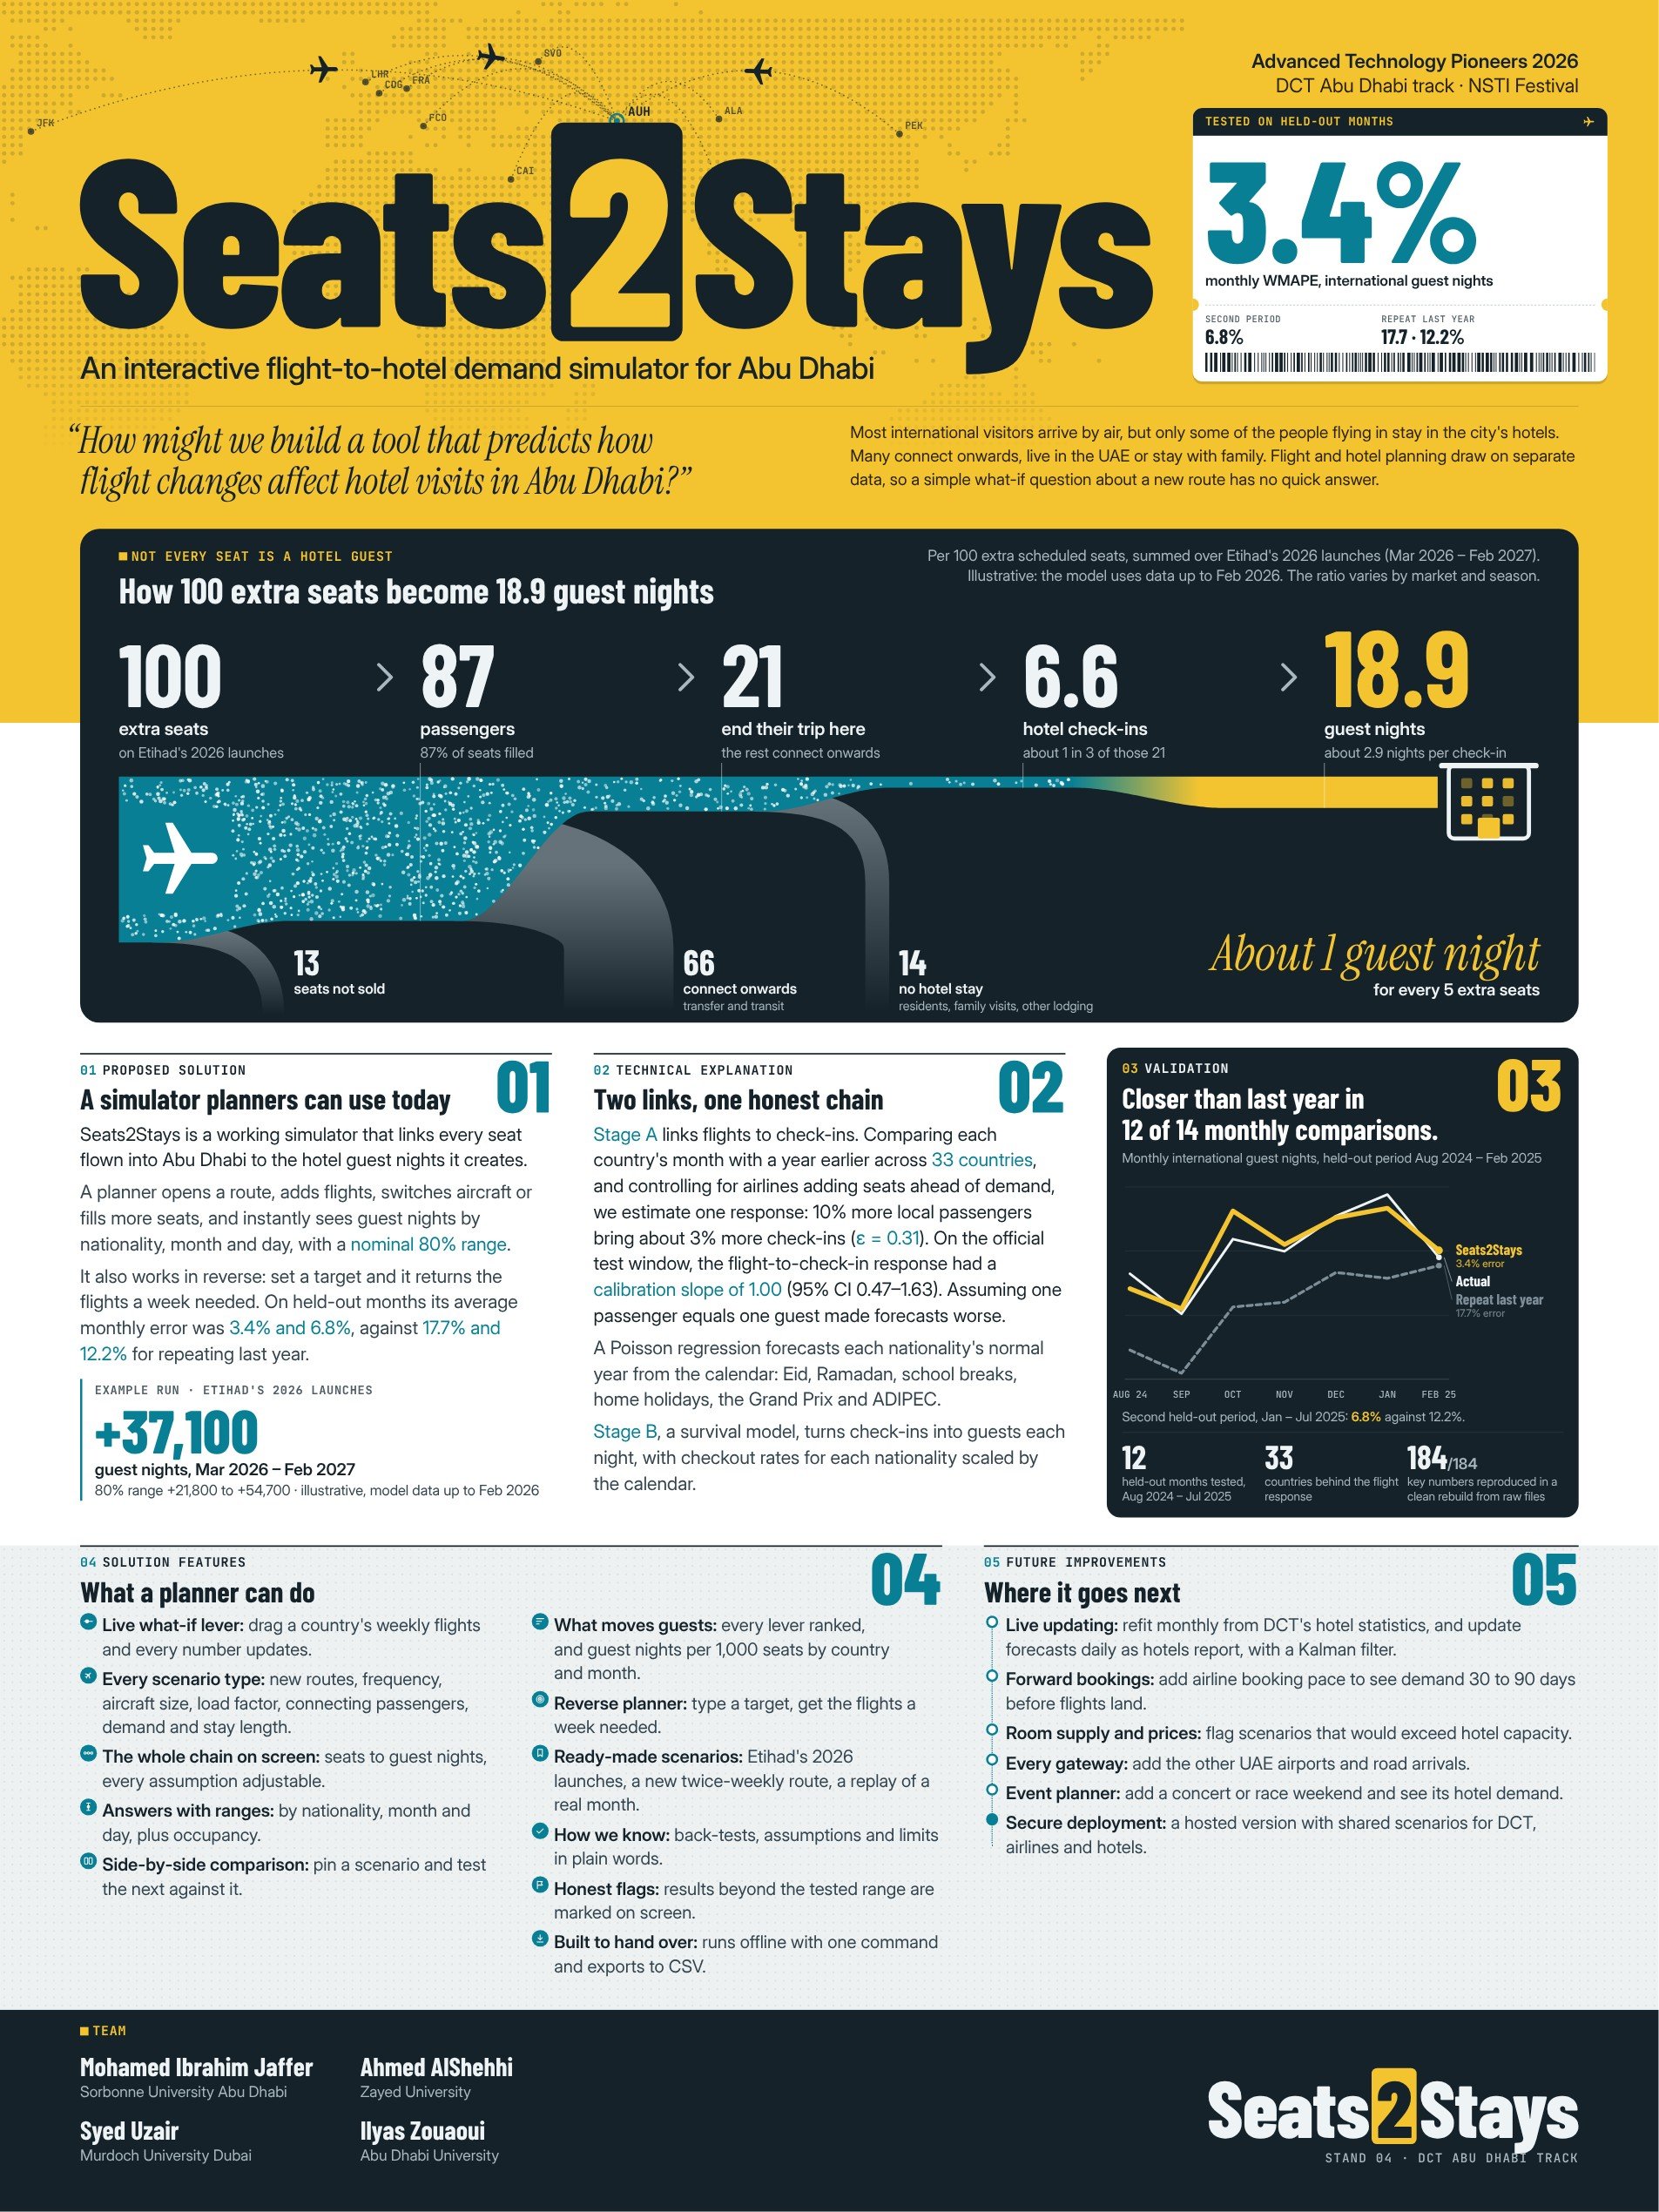 JFK
LHR
CDG
FRA
SVO
FCO
CAI
AUH
ALA
PEK
Advanced Technology Pioneers 2026
DCT Abu Dhabi track · NSTI Festival
Seats2Stays
An interactive flight-to-hotel demand simulator for Abu Dhabi
TESTED ON HELD-OUT MONTHS
3.4%
monthly WMAPE, international guest nights
SECOND PERIOD
6.8%
REPEAT LAST YEAR
17.7 · 12.2%
“How might we build a tool that predicts how
flight changes affect hotel visits in Abu Dhabi?”
Most international visitors arrive by air, but only some of the people flying in stay in the city's hotels.
Many connect onwards, live in the UAE or stay with family. Flight and hotel planning draw on separate
data, so a simple what-if question about a new route has no quick answer.
NOT EVERY SEAT IS A HOTEL GUEST
How 100 extra seats become 18.9 guest nights
Per 100 extra scheduled seats, summed over Etihad's 2026 launches (Mar 2026 – Feb 2027).
Illustrative: the model uses data up to Feb 2026. The ratio varies by market and season.
100
extra seats
on Etihad's 2026 launches
87
passengers
87% of seats filled
21
end their trip here
the rest connect onwards
6.6
hotel check-ins
about 1 in 3 of those 21
18.9
guest nights
about 2.9 nights per check-in
13
seats not sold
66
connect onwards
transfer and transit
14
no hotel stay
residents, family visits, other lodging
About 1 guest night
for every 5 extra seats
01 PROPOSED SOLUTION
01
A simulator planners can use today
Seats2Stays is a working simulator that links every seat
flown into Abu Dhabi to the hotel guest nights it creates.
A planner opens a route, adds flights, switches aircraft or
fills more seats, and instantly sees guest nights by
nationality, month and day, with a nominal 80% range.
It also works in reverse: set a target and it returns the
flights a week needed. On held-out months its average
monthly error was 3.4% and 6.8%, against 17.7% and
12.2% for repeating last year.
EXAMPLE RUN · ETIHAD'S 2026 LAUNCHES
+37,100
guest nights, Mar 2026 – Feb 2027
80% range +21,800 to +54,700 · illustrative, model data up to Feb 2026
02 TECHNICAL EXPLANATION
02
Two links, one honest chain
Stage A links flights to check-ins. Comparing each
country's month with a year earlier across 33 countries,
and controlling for airlines adding seats ahead of demand,
we estimate one response: 10% more local passengers
bring about 3% more check-ins (ε = 0.31). On the official
test window, the flight-to-check-in response had a
calibration slope of 1.00 (95% CI 0.47–1.63). Assuming one
passenger equals one guest made forecasts worse.
A Poisson regression forecasts each nationality's normal
year from the calendar: Eid, Ramadan, school breaks,
home holidays, the Grand Prix and ADIPEC.
Stage B, a survival model, turns check-ins into guests each
night, with checkout rates for each nationality scaled by
the calendar.
03 VALIDATION
03
Closer than last year in
12 of 14 monthly comparisons.
Monthly international guest nights, held-out period Aug 2024 – Feb 2025
Seats2Stays
3.4% error
Actual
Repeat last year
17.7% error
AUG 24 SEP OCT NOV DEC JAN FEB 25
Second held-out period, Jan – Jul 2025: 6.8% against 12.2%.
12
held-out months tested,
Aug 2024 – Jul 2025
33
countries behind the flight
response
184/184
key numbers reproduced in a
clean rebuild from raw files
04 SOLUTION FEATURES
04
What a planner can do
Live what-if lever: drag a country's weekly flights
and every number updates.
Every scenario type: new routes, frequency,
aircraft size, load factor, connecting passengers,
demand and stay length.
The whole chain on screen: seats to guest nights,
every assumption adjustable.
Answers with ranges: by nationality, month and
day, plus occupancy.
Side-by-side comparison: pin a scenario and test
the next against it.
What moves guests: every lever ranked,
and guest nights per 1,000 seats by country
and month.
Reverse planner: type a target, get the flights a
week needed.
Ready-made scenarios: Etihad's 2026
launches, a new twice-weekly route, a replay of a
real month.
How we know: back-tests, assumptions and limits
in plain words.
Honest flags: results beyond the tested range are
marked on screen.
Built to hand over: runs offline with one command
and exports to CSV.
05 FUTURE IMPROVEMENTS
05
Where it goes next
Live updating: refit monthly from DCT's hotel statistics, and update
forecasts daily as hotels report, with a Kalman filter.
Forward bookings: add airline booking pace to see demand 30 to 90 days
before flights land.
Room supply and prices: flag scenarios that would exceed hotel capacity.
Every gateway: add the other UAE airports and road arrivals.
Event planner: add a concert or race weekend and see its hotel demand.
Secure deployment: a hosted version with shared scenarios for DCT,
airlines and hotels.
TEAM
Mohamed Ibrahim Jaffer
Sorbonne University Abu Dhabi
Ahmed AlShehhi
Zayed University
Syed Uzair
Murdoch University Dubai
Ilyas Zouaoui
Abu Dhabi University
Seats2Stays
STAND 04 · DCT ABU DHABI TRACK